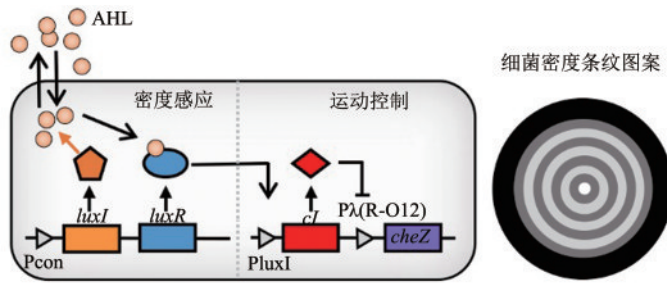 AHL
细菌密度条纹图案
密度感应
运动控制
luxI
luxR
cI
Pλ(R-O12)
cheZ
Pcon
PluxI